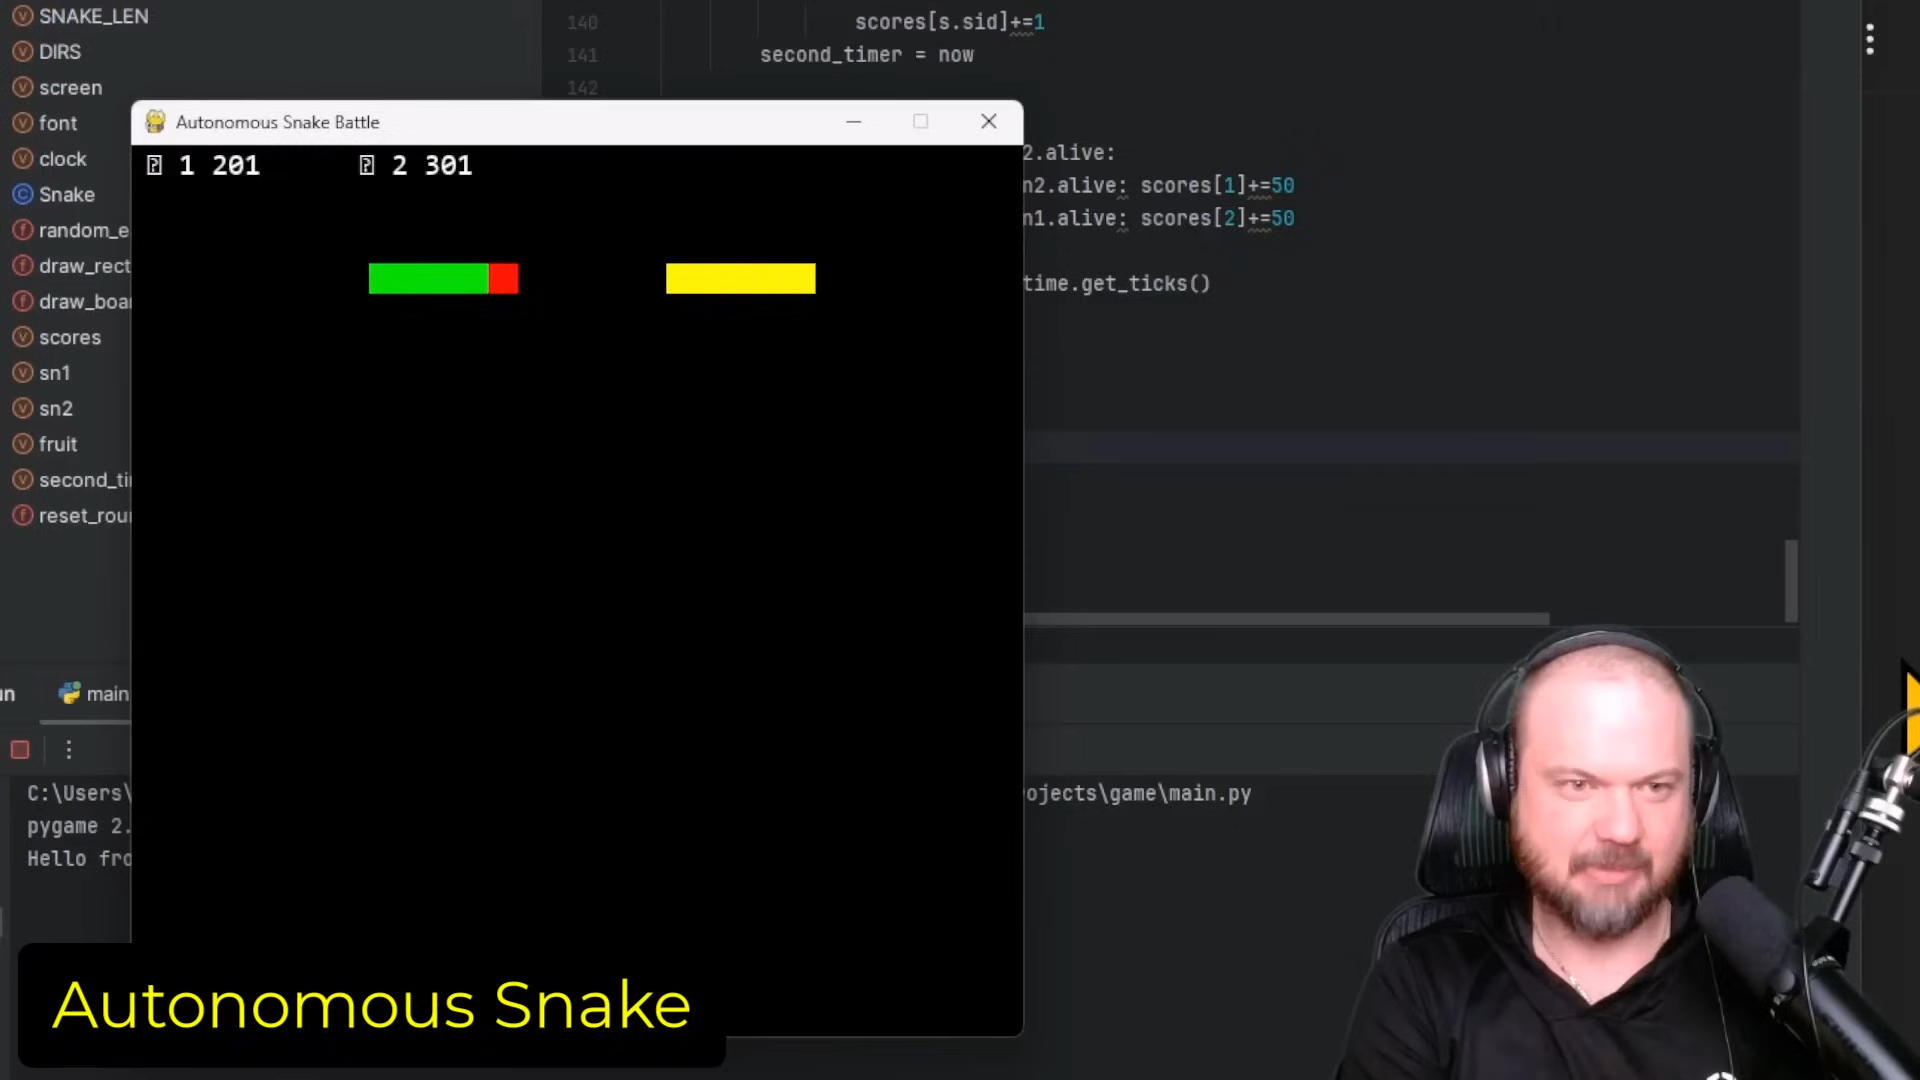 SNAKE_LEN
DIRS
screen
font
clock
Snake
random_e
draw_rect
draw_boar
scores
sn1
sn2
fruit
second_ti
reset_rou
140 scores[s.sid]+=1
141 second_timer = now
142
2.alive:
n2.alive: scores[1]+=50
n1.alive: scores[2]+=50
time.get_ticks()
Autonomous Snake Battle
1 201 2 301
un main
C:\Users\ ojects\game\main.py
pygame 2.
Hello fro
Autonomous Snake